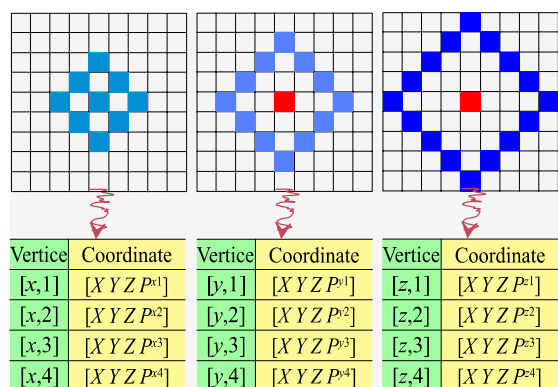 Vertice Coordinate Vertice Coordinate Vertice Coordinate
[x,1] [X Y Z P^{x1}] [y,1] [X Y Z P^{y1}] [z,1] [X Y Z P^{z1}]
[x,2] [X Y Z P^{x2}] [y,2] [X Y Z P^{y2}] [z,2] [X Y Z P^{z2}]
[x,3] [X Y Z P^{x3}] [y,3] [X Y Z P^{y3}] [z,3] [X Y Z P^{z3}]
[x,4] [X Y Z P^{x4}] [y,4] [X Y Z P^{y4}] [z,4] [X Y Z P^{z4}]